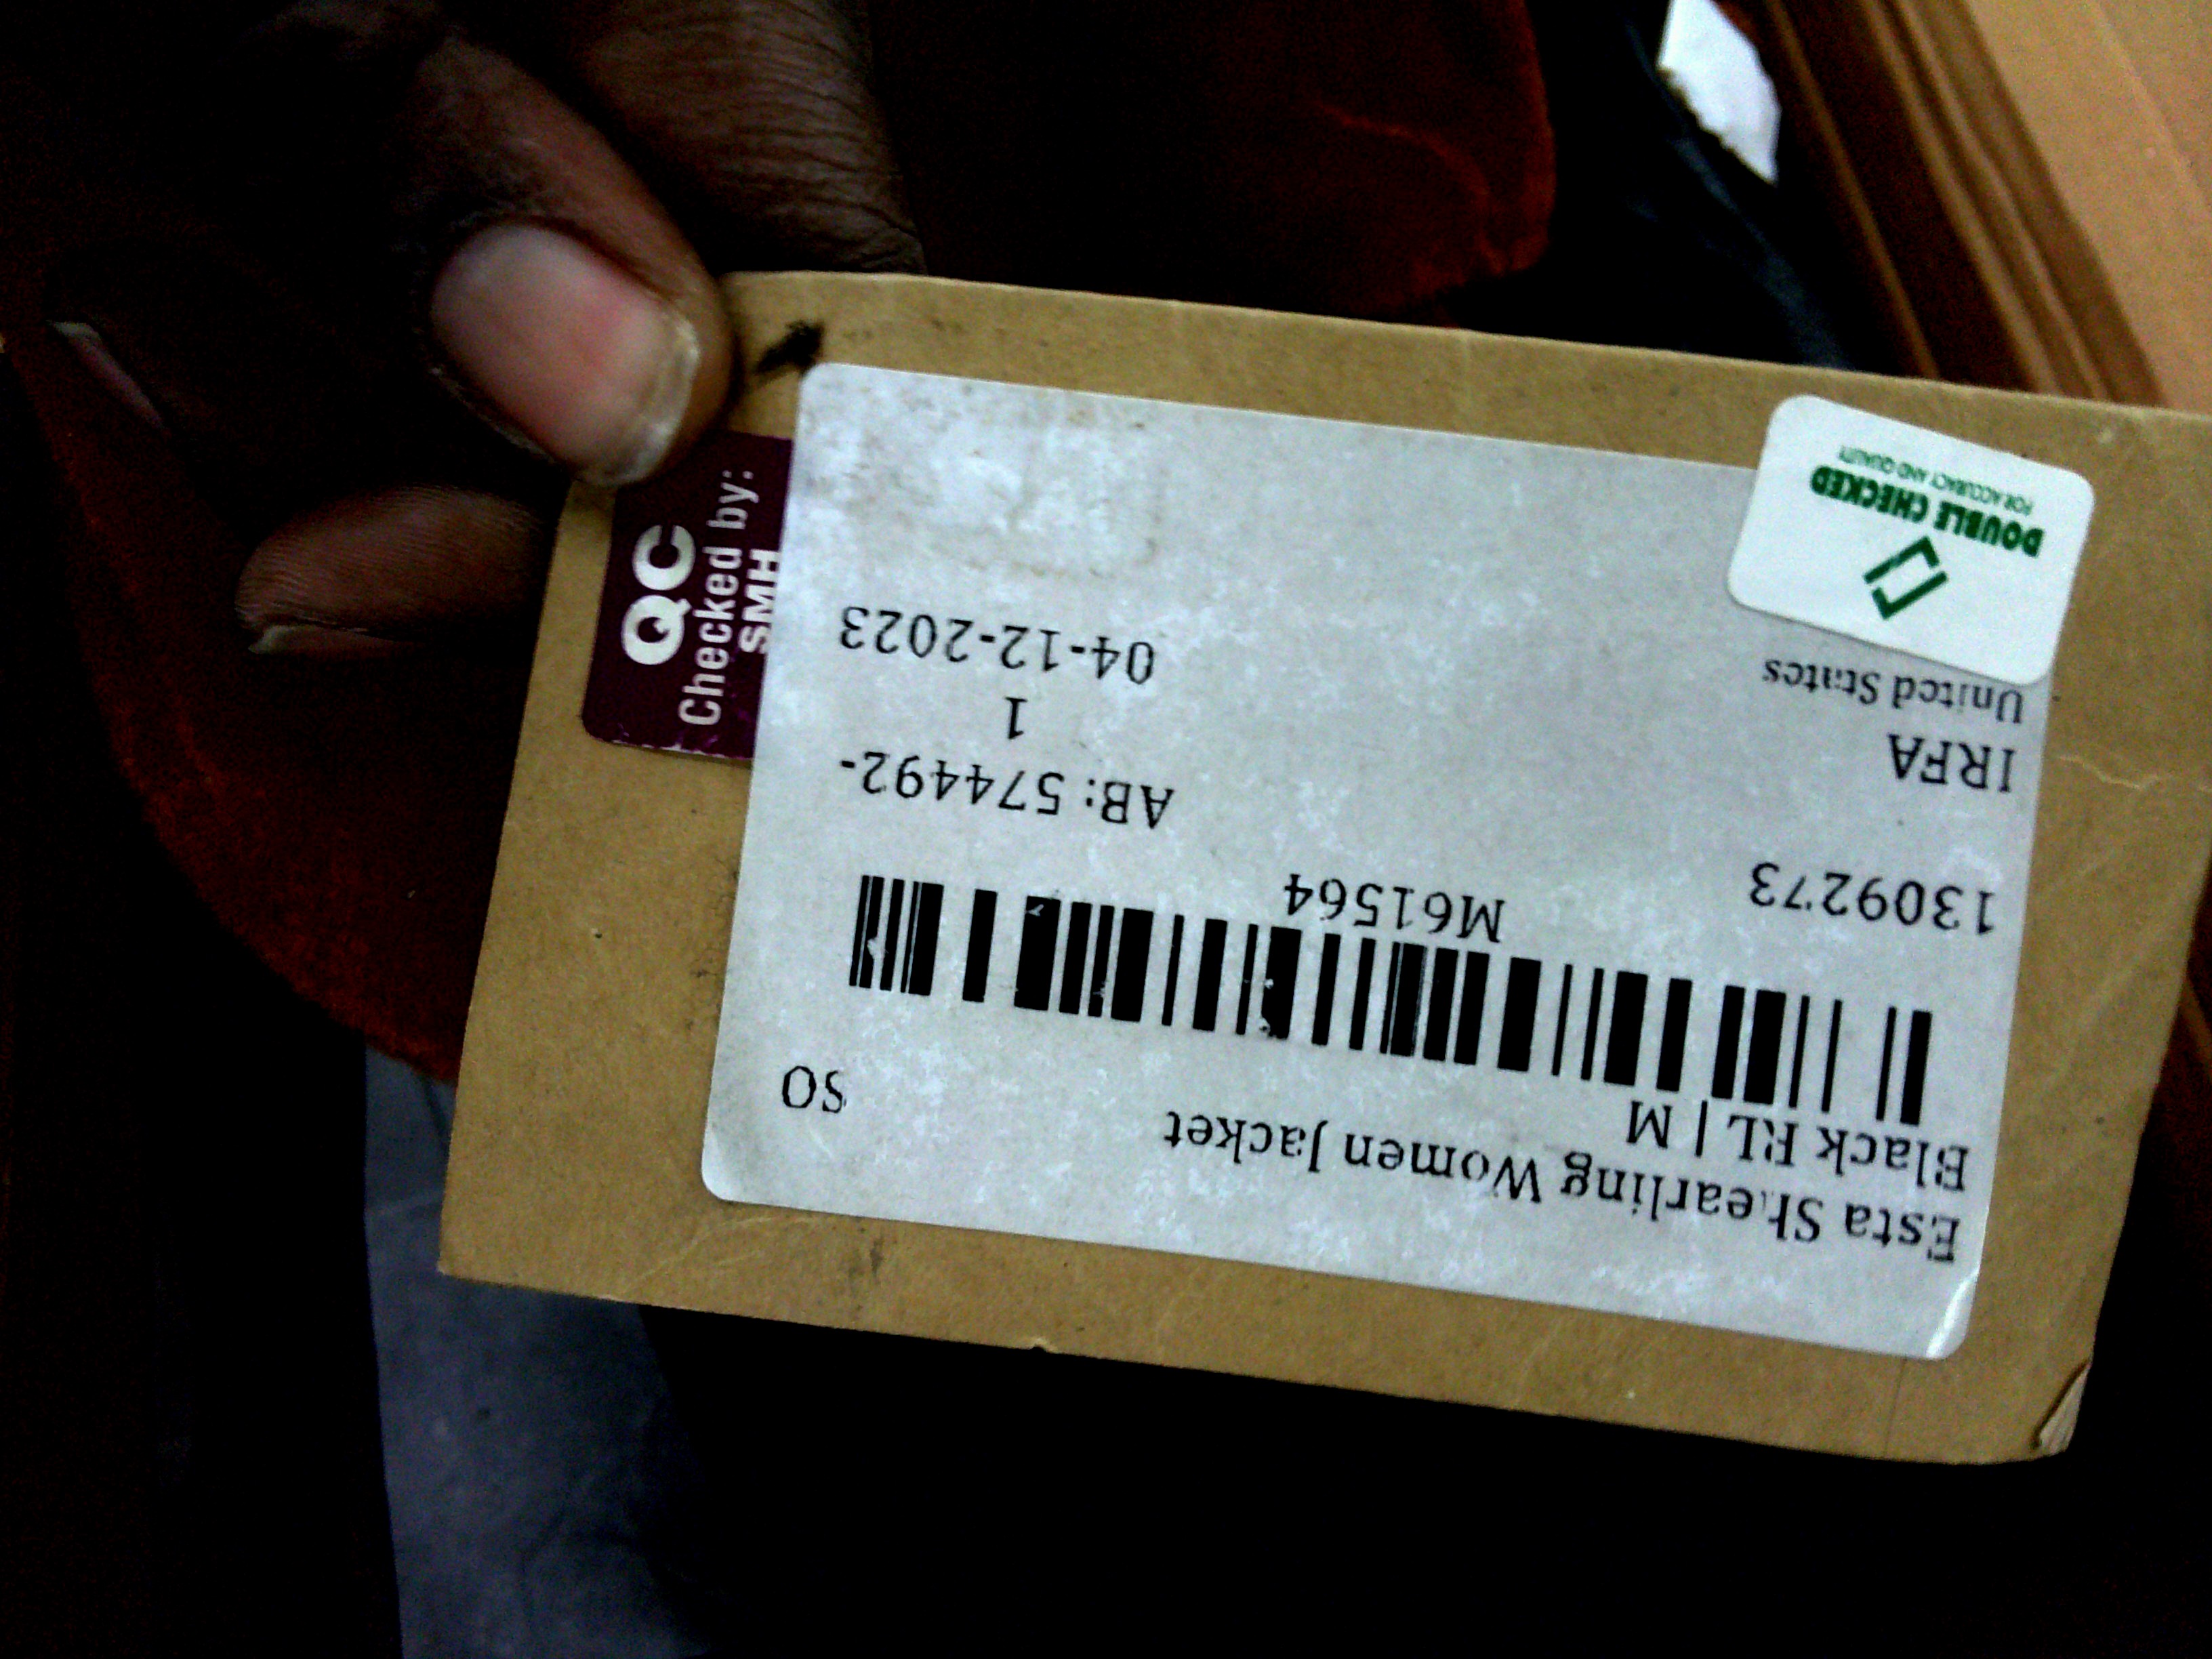 Esta Shearling Women Jacket
Black RL | M
SO
M61564
1309273
AB: 574492-
1
IRFA
United States
04-12-2023
DOUBLE CHECKED
FOR ACCURACY AND QUALITY
QC
Checked by:
SMH